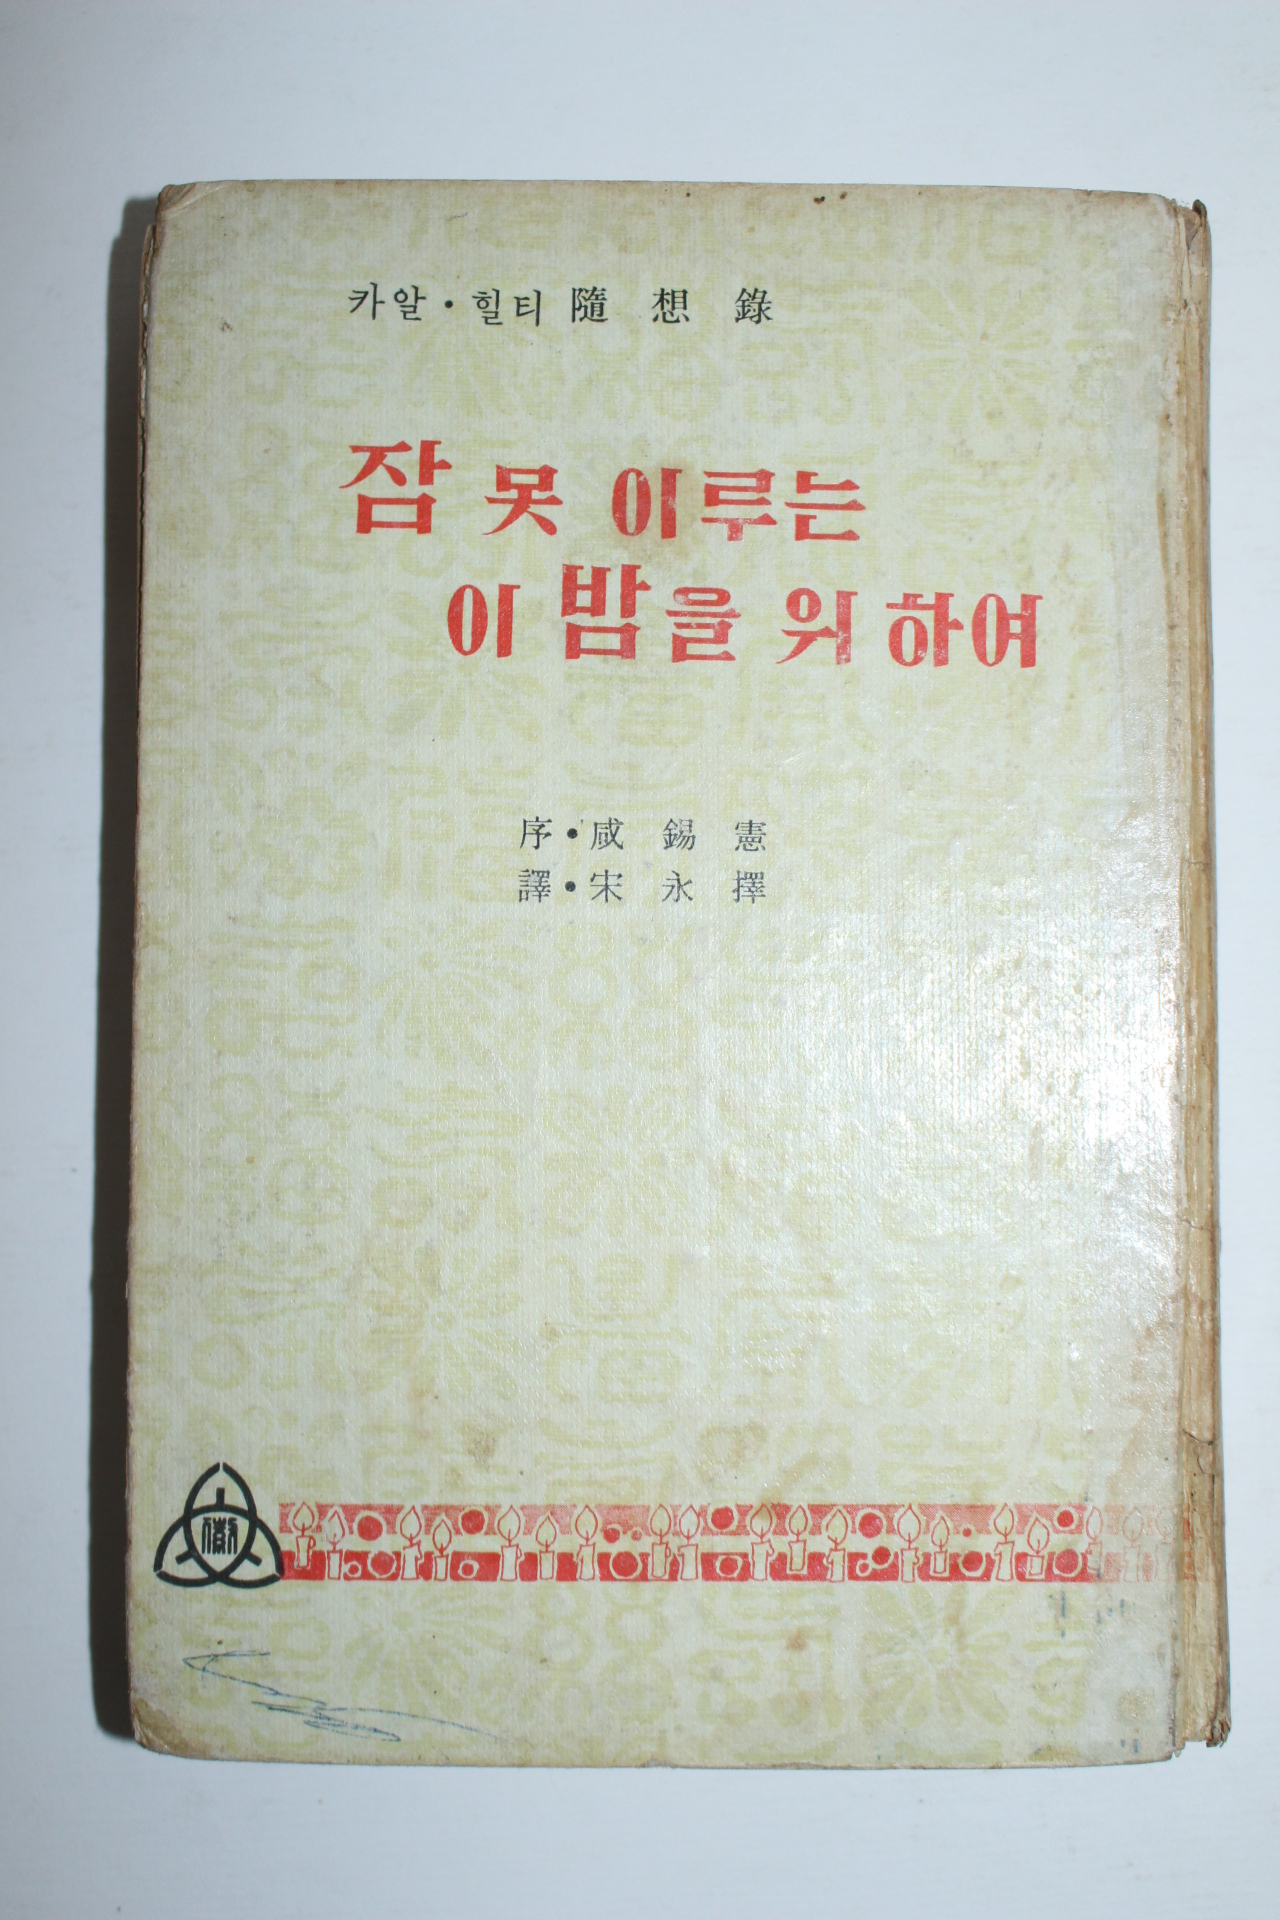 카알・힐티 隨想錄
잠 못 이루는
이 밤을 위하여
序・咸錫憲
譯・宋永擇
徽